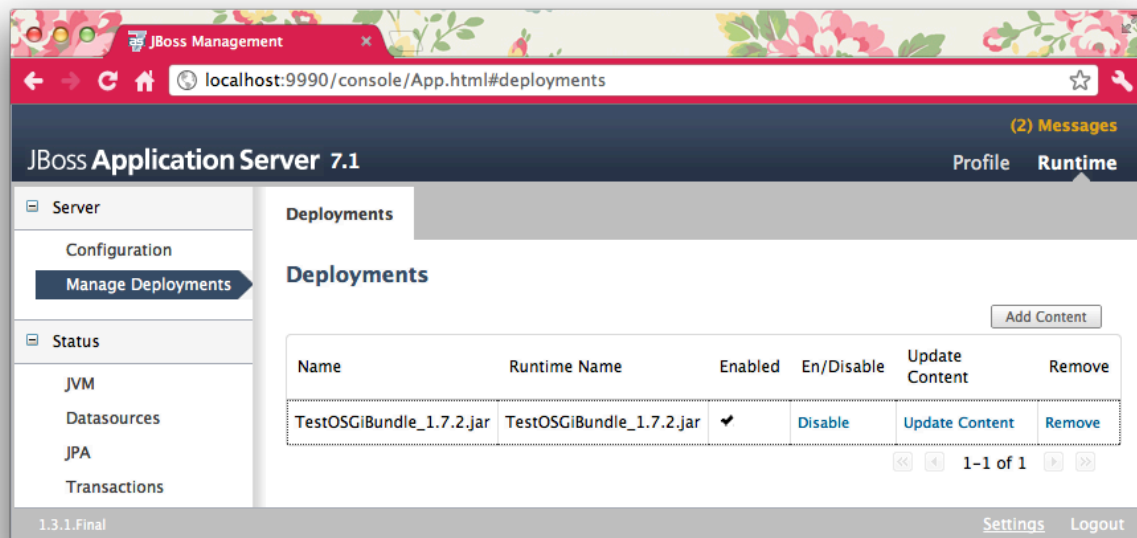 JBoss Management
localhost:9990/console/App.html#deployments
(2) Messages
JBoss Application Server 7.1
Profile Runtime
Server
Configuration
Manage Deployments
Status
JVM
Datasources
JPA
Transactions
Deployments
Deployments
Add Content
Name Runtime Name Enabled En/Disable Update Content Remove
TestOSGiBundle_1.7.2.jar TestOSGiBundle_1.7.2.jar ✔ Disable Update Content Remove
1-1 of 1
1.3.1.Final
Settings Logout